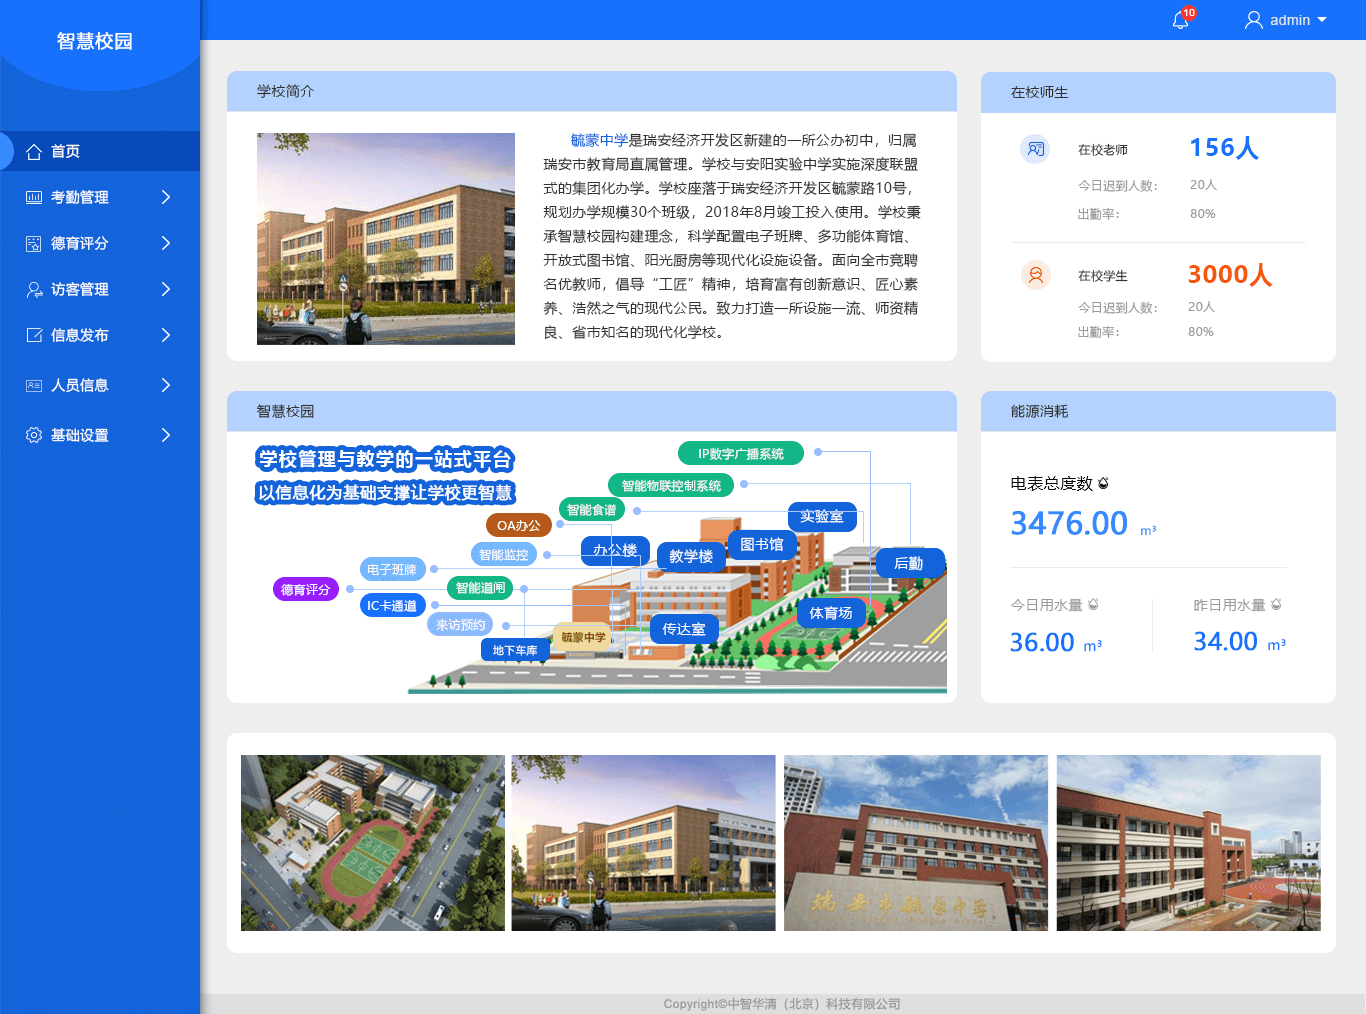 智慧校园
10
admin
首页
考勤管理
德育评分
访客管理
信息发布
人员信息
基础设置
学校简介
毓蒙中学是瑞安经济开发区新建的一所公办初中，归属
瑞安市教育局直属管理。学校与安阳实验中学实施深度联盟
式的集团化办学。学校座落于瑞安经济开发区毓蒙路10号，
规划办学规模30个班级，2018年8月竣工投入使用。学校秉
承智慧校园构建理念，科学配置电子班牌、多功能体育馆、
开放式图书馆、阳光厨房等现代化设施设备。面向全市竞聘
名优教师，倡导“工匠”精神，培育富有创新意识、匠心素
养、浩然之气的现代公民。致力打造一所设施一流、师资精
良、省市知名的现代化学校。
在校师生
在校老师 156人
今日迟到人数： 20人
出勤率： 80%
在校学生 3000人
今日迟到人数： 20人
出勤率： 80%
智慧校园
学校管理与教学的一站式平台
以信息化为基础支撑让学校更智慧
IP数字广播系统
智能物联控制系统
智能食谱
OA办公
智能监控
电子班牌
德育评分
智能道闸
IC卡通道
来访预约
地下车库
办公楼
教学楼
图书馆
实验室
后勤
体育场
传达室
毓蒙中学
能源消耗
电表总度数
3476.00 m³
今日用水量
36.00 m³
昨日用水量
34.00 m³
瑞安市毓蒙中学
Copyright©中智华清（北京）科技有限公司